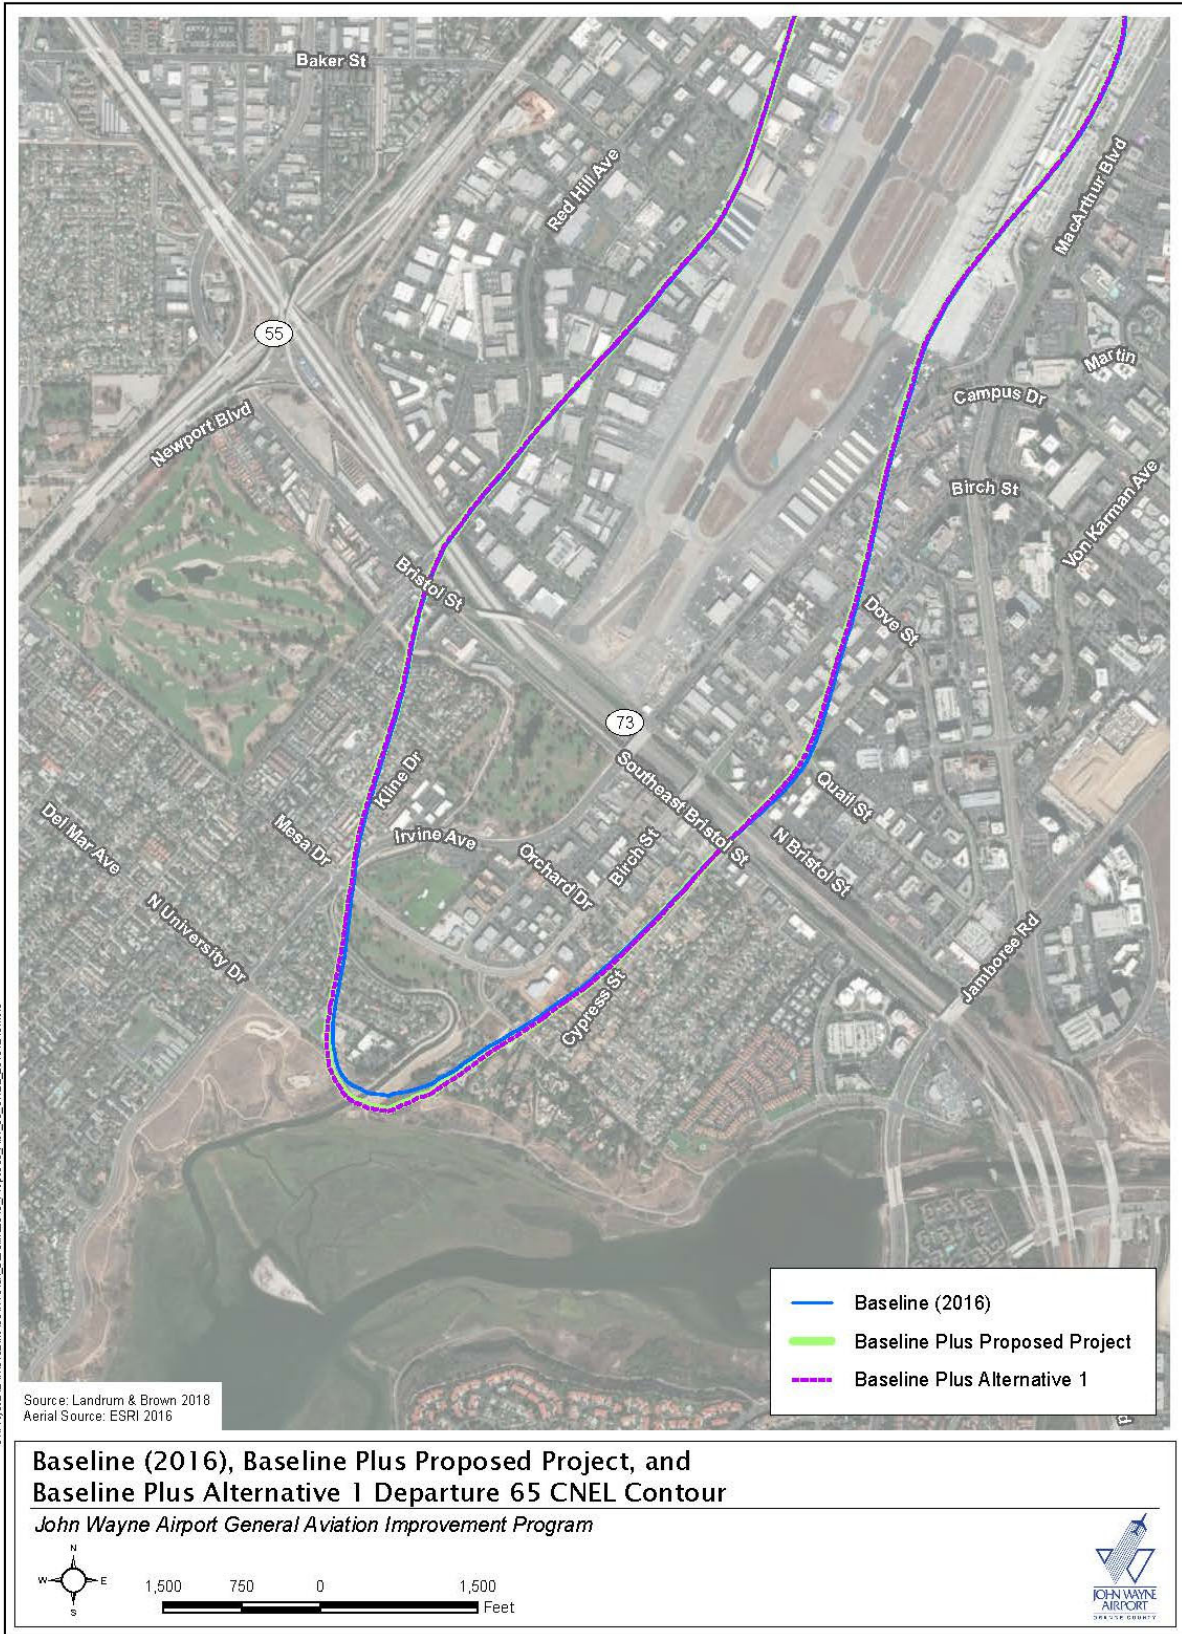 Baker St
Red Hill Ave
MacArthur Blvd
55
Martin
Campus Dr
Newport Blvd
Birch St
Von Karman Ave
Bristol St
Dove St
73
Southeast Bristol St
Kline Dr
Quail St
Del Mar Ave
Mesa Dr
Irvine Ave
Orchard Dr
Birch St
N Bristol St
N University Dr
Jamboree Rd
Cypress St
Baseline (2016)
Baseline Plus Proposed Project
Baseline Plus Alternative 1
Source: Landrum & Brown 2018
Aerial Source: ESRI 2016
Baseline (2016), Baseline Plus Proposed Project, and
Baseline Plus Alternative 1 Departure 65 CNEL Contour
John Wayne Airport General Aviation Improvement Program
N
W
E
S
1,500 750 0 1,500
Feet
JOHN WAYNE
AIRPORT
ORANGE COUNTY